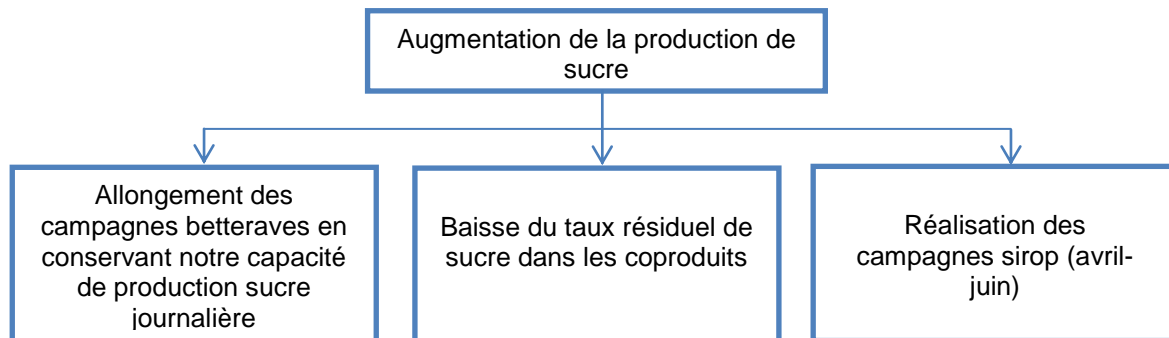 Augmentation de la production de
sucre
Allongement des
campagnes betteraves en
conservant notre capacité
de production sucre
journalière
Baisse du taux résiduel de
sucre dans les coproduits
Réalisation des
campagnes sirop (avril-
juin)